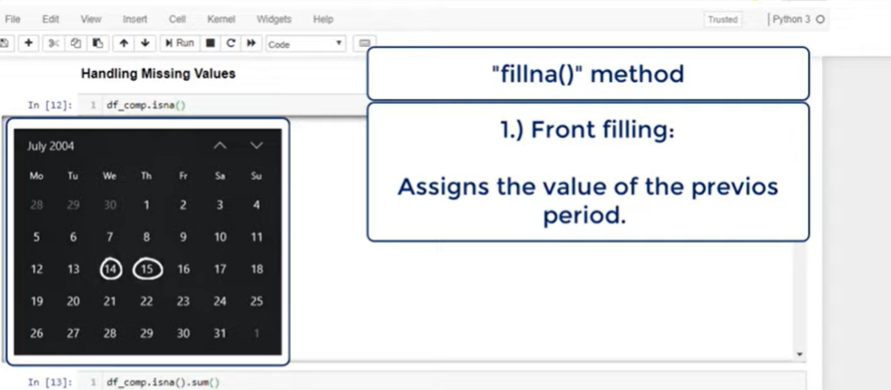 File Edit View Insert Cell Kernel Widgets Help Trusted Python 3
Run Code
Handling Missing Values
In [12]: 1 df_comp.isna()
"fillna()" method
1.) Front filling:
Assigns the value of the previos
period.
July 2004
Mo Tu We Th Fr Sa Su
28 29 30 1 2 3 4
5 6 7 8 9 10 11
12 13 14 15 16 17 18
19 20 21 22 23 24 25
26 27 28 29 30 31 1
In [13]: 1 df_comp.isna().sum()